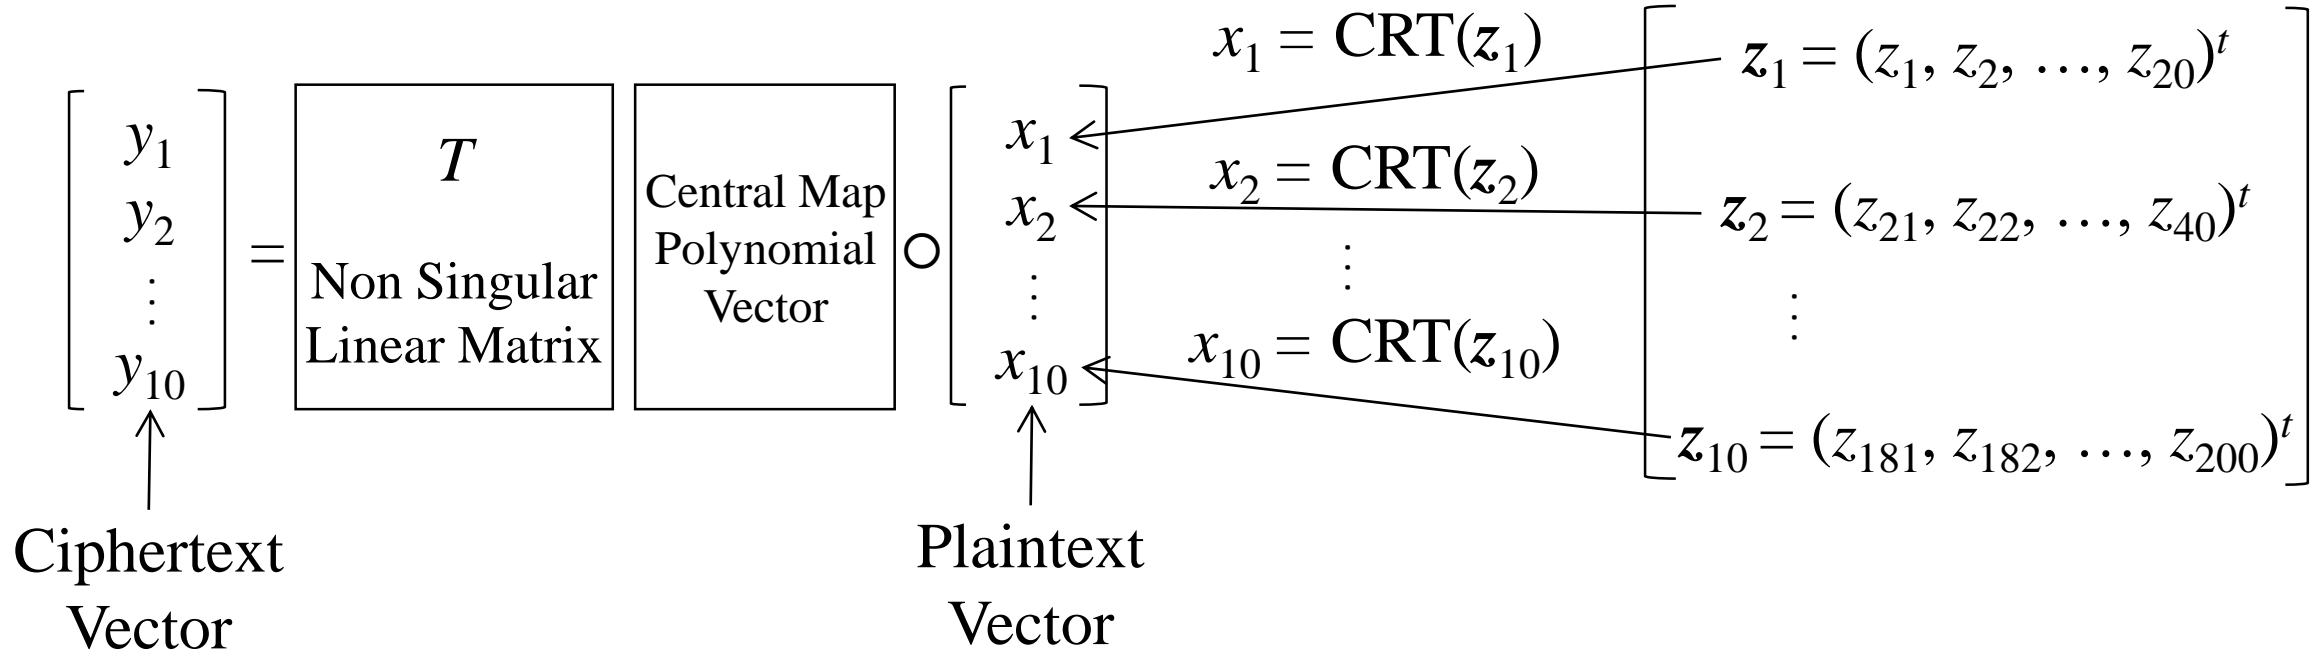 y₁
y₂
⋮
y₁₀
=
T
Non Singular
Linear Matrix
Central Map
Polynomial
Vector
○
x₁
x₂
⋮
x₁₀
x₁ = CRT(𝒛₁)
x₂ = CRT(𝒛₂)
⋮
x₁₀ = CRT(𝒛₁₀)
𝒛₁ = (z₁, z₂, …, z₂₀)ᵗ
𝒛₂ = (z₂₁, z₂₂, …, z₄₀)ᵗ
⋮
𝒛₁₀ = (z₁₈₁, z₁₈₂, …, z₂₀₀)ᵗ
Ciphertext
Vector
Plaintext
Vector